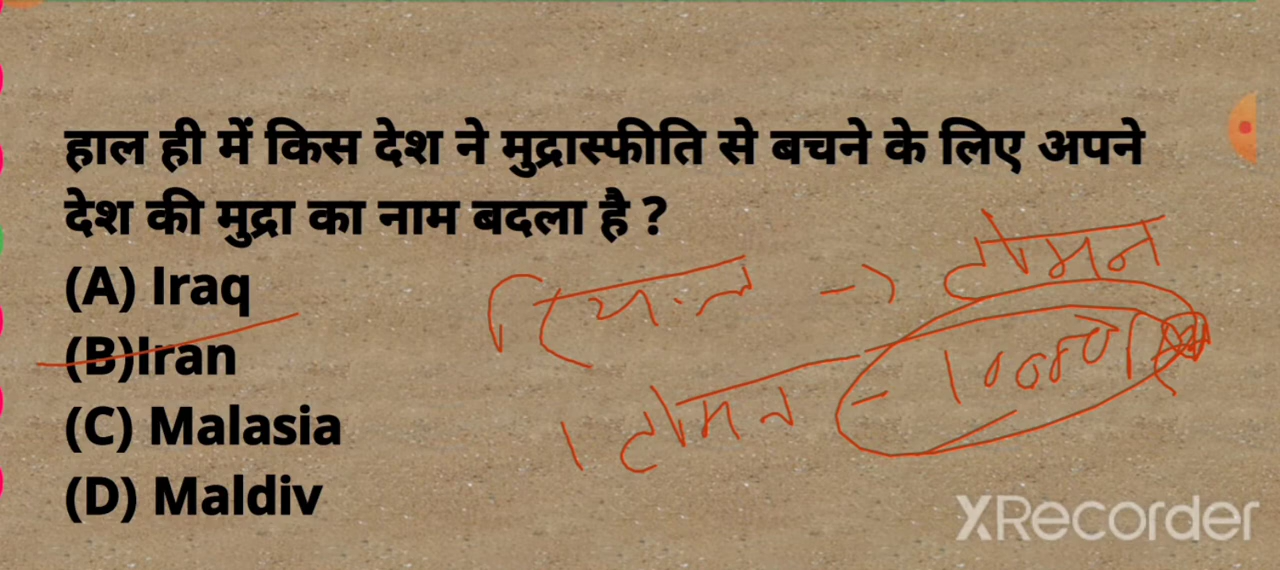 हाल ही में किस देश ने मुद्रास्फीति से बचने के लिए अपने
देश की मुद्रा का नाम बदला है ?
(A) Iraq
(B)Iran
(C) Malasia
(D) Maldiv
रियाल -> टोमन
1 टोमन - 10000
XRecorder